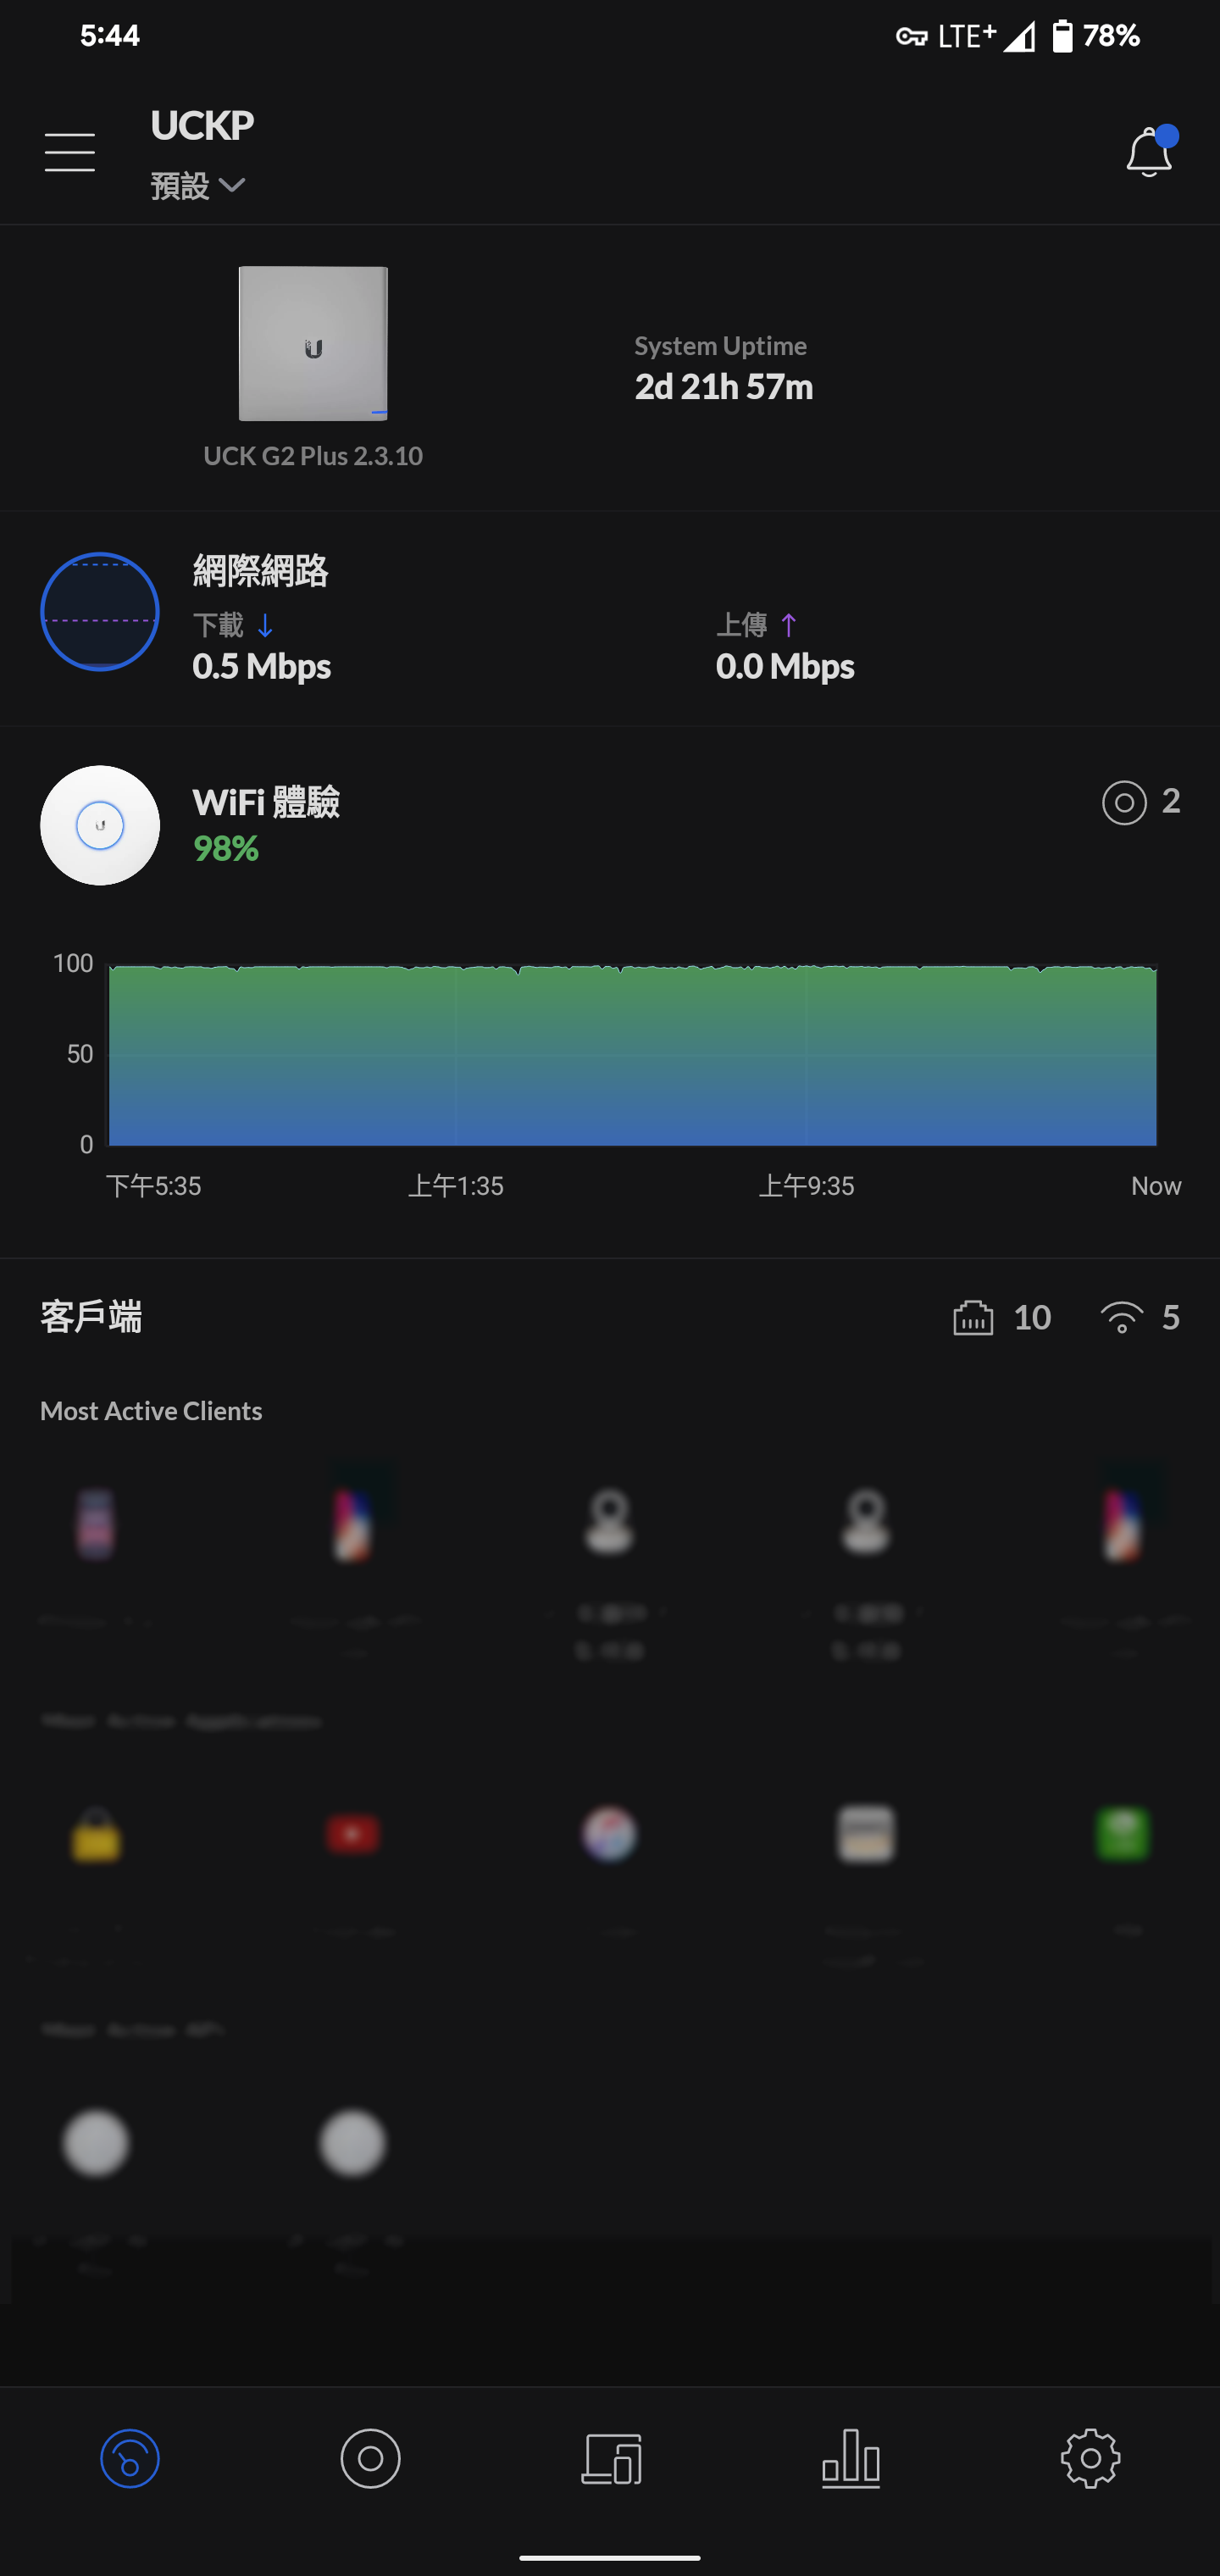 5:44
LTE+ 78%
UCKP
預設
System Uptime
2d 21h 57m
UCK G2 Plus 2.3.10
網際網路
下載 ↓
上傳 ↑
0.5 Mbps
0.0 Mbps
WiFi 體驗
2
98%
100
50
0
下午5:35
上午1:35
上午9:35
Now
客戶端
10
5
Most Active Clients